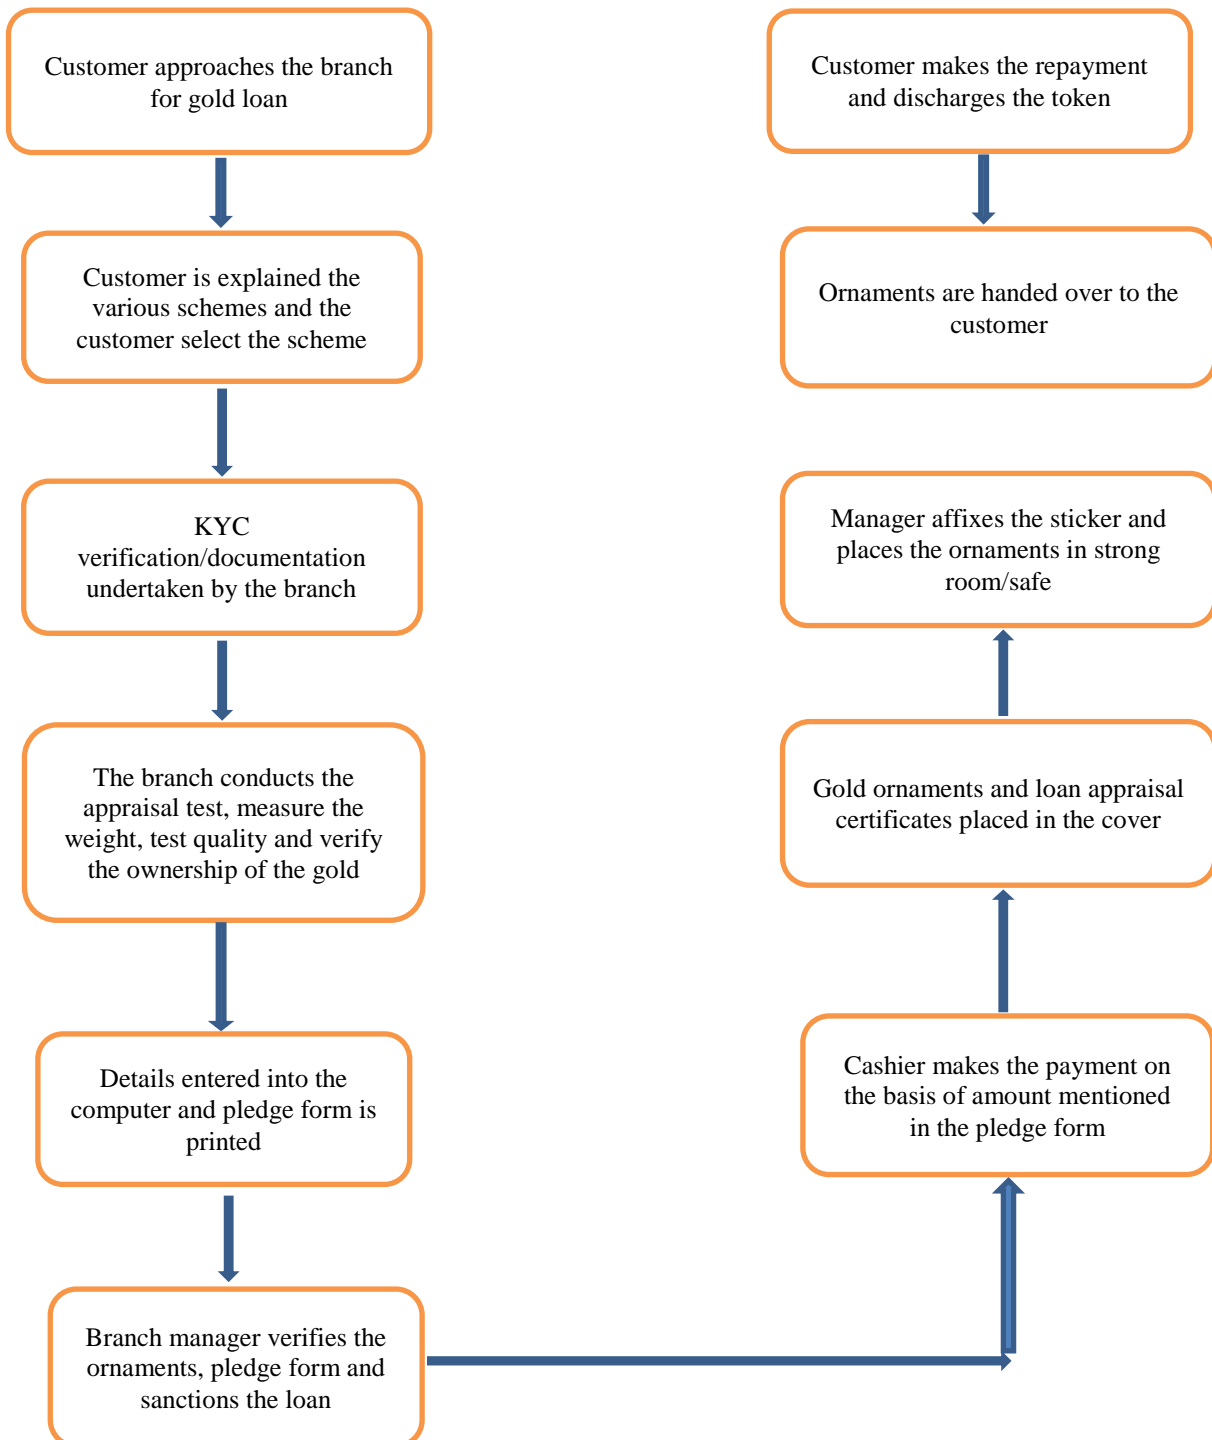 Customer approaches the branch
for gold loan
Customer is explained the
various schemes and the
customer select the scheme
KYC
verification/documentation
undertaken by the branch
The branch conducts the
appraisal test, measure the
weight, test quality and verify
the ownership of the gold
Details entered into the
computer and pledge form is
printed
Branch manager verifies the
ornaments, pledge form and
sanctions the loan
Cashier makes the payment on
the basis of amount mentioned
in the pledge form
Gold ornaments and loan appraisal
certificates placed in the cover
Manager affixes the sticker and
places the ornaments in strong
room/safe
Customer makes the repayment
and discharges the token
Ornaments are handed over to the
customer